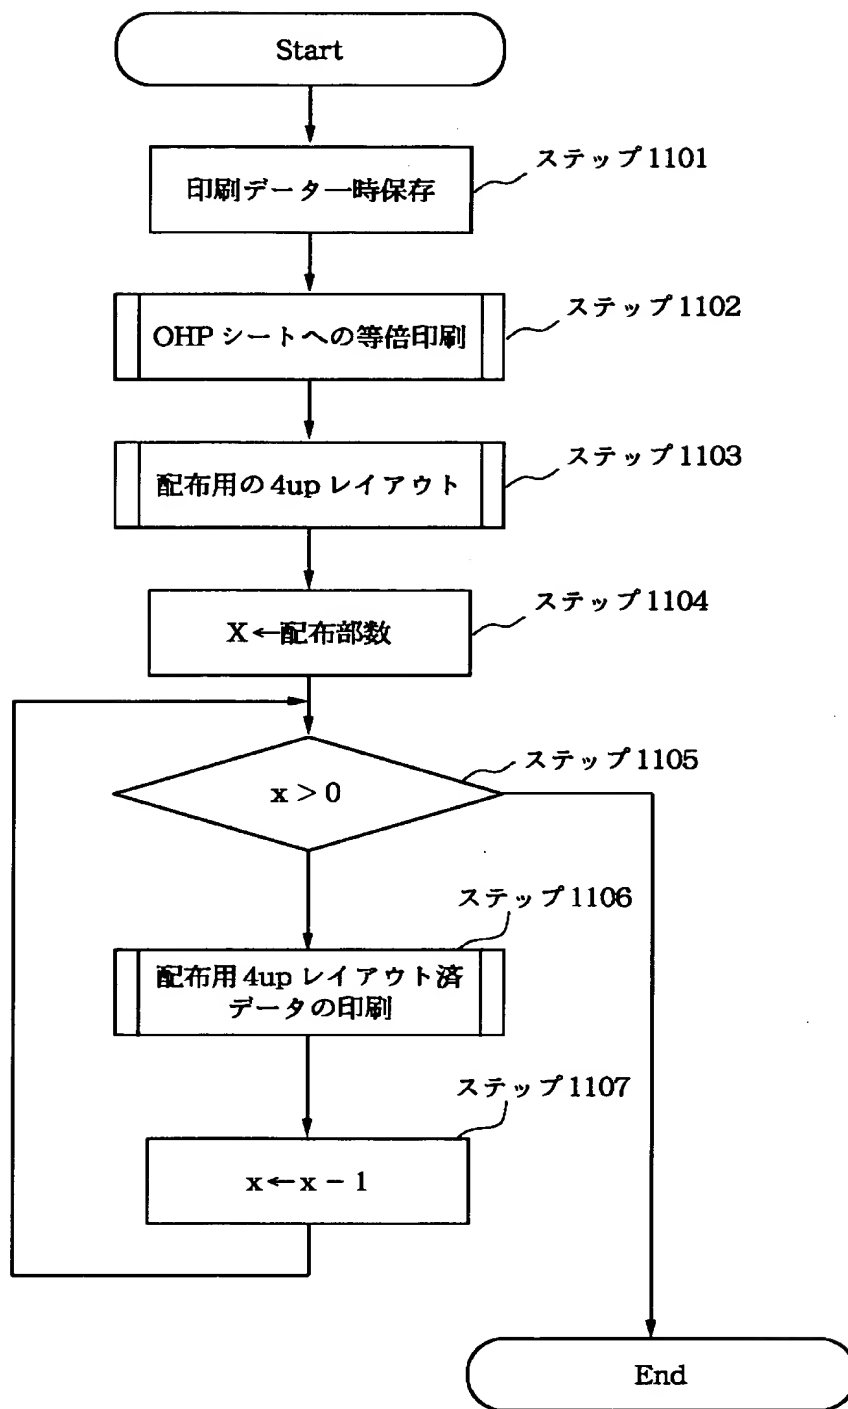 Start
ステップ1101
印刷データ一時保存
ステップ1102
OHP シートへの等倍印刷
ステップ1103
配布用の 4up レイアウト
ステップ1104
X←配布部数
ステップ1105
x > 0
ステップ1106
配布用 4up レイアウト済
データの印刷
ステップ1107
x←x − 1
End